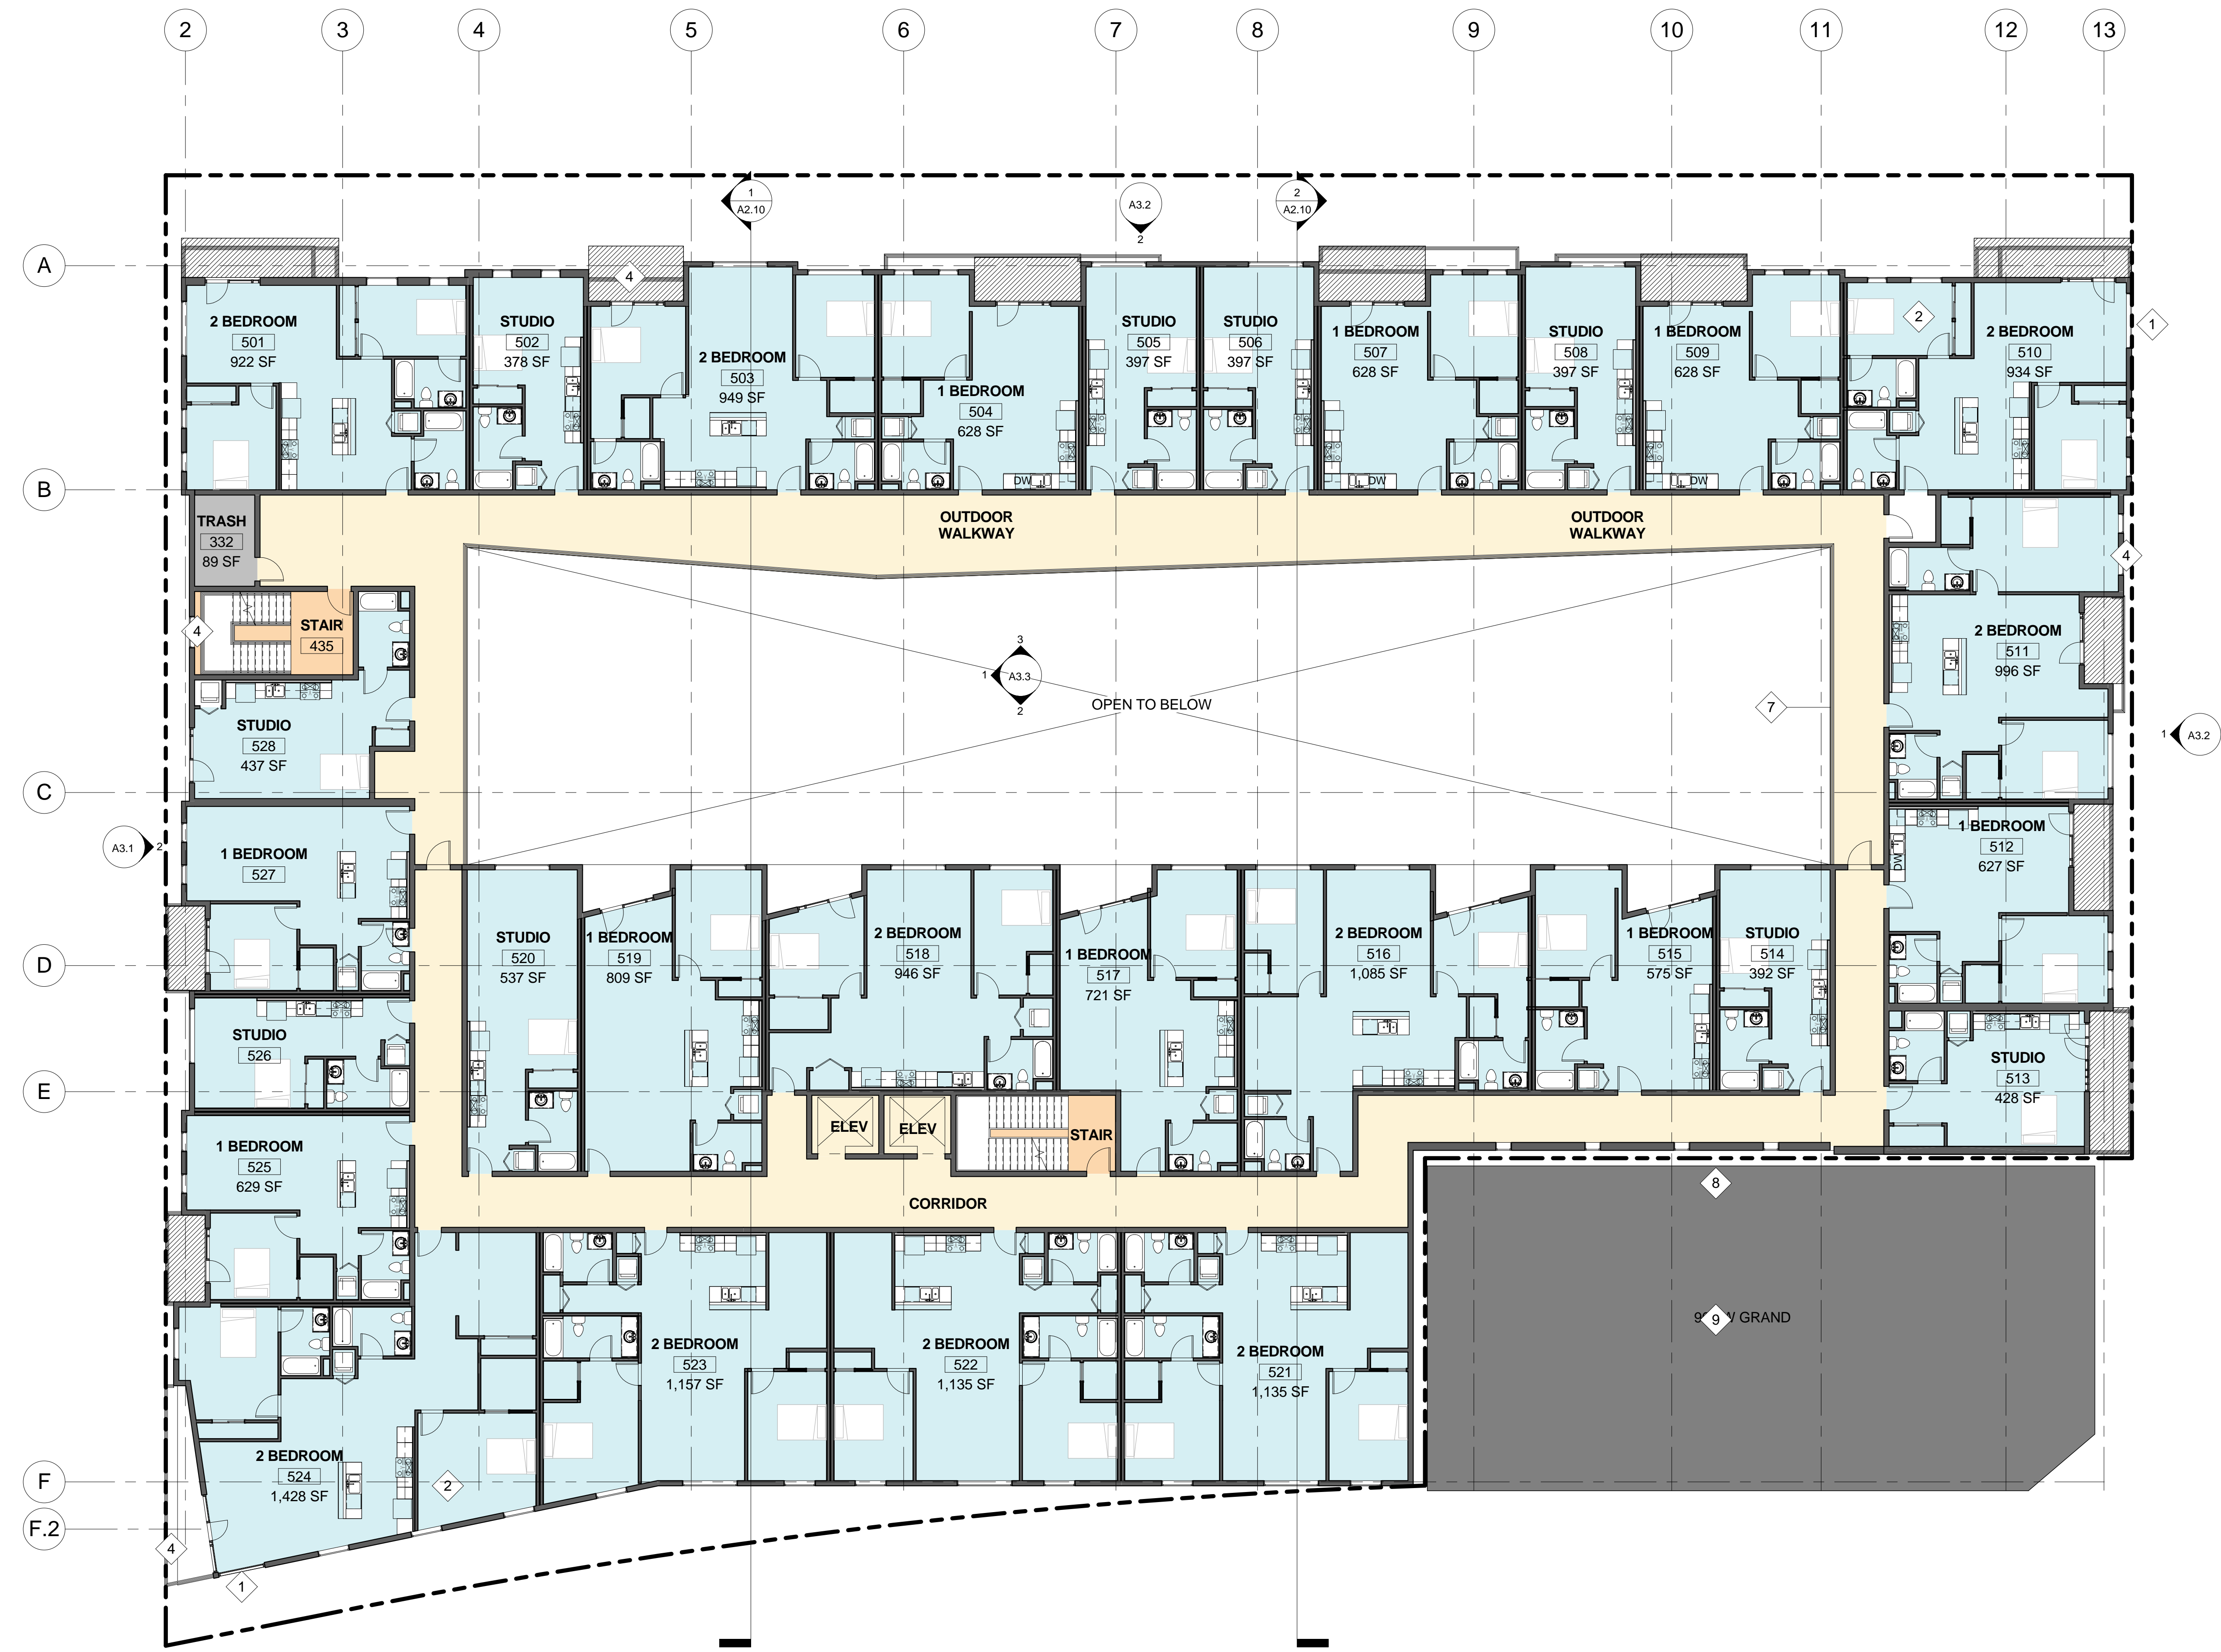 2 3 4 5 6 7 8 9 10 11 12 13
1
A2.10
A3.2
2
2
A2.10
A
4
2 BEDROOM
501
922 SF
STUDIO
502
378 SF
2 BEDROOM
503
949 SF
1 BEDROOM
504
628 SF
DW
STUDIO
505
397 SF
STUDIO
506
397 SF
1 BEDROOM
507
628 SF
DW
STUDIO
508
397 SF
1 BEDROOM
509
628 SF
DW
2
2 BEDROOM
510
934 SF
1
B
TRASH
332
89 SF
OUTDOOR
WALKWAY
OUTDOOR
WALKWAY
4
4
STAIR
435
2 BEDROOM
511
996 SF
3
1
A3.3
2
OPEN TO BELOW
7
STUDIO
528
437 SF
1
A3.2
C
A3.1
2
1 BEDROOM
527
1 BEDROOM
512
627 SF
DW
D
STUDIO
520
537 SF
1 BEDROOM
519
809 SF
2 BEDROOM
518
946 SF
1 BEDROOM
517
721 SF
2 BEDROOM
516
1,085 SF
1 BEDROOM
515
575 SF
STUDIO
514
392 SF
STUDIO
526
STUDIO
513
428 SF
E
ELEV
ELEV
STAIR
1 BEDROOM
525
629 SF
CORRIDOR
8
9
W GRAND
2 BEDROOM
523
1,157 SF
2 BEDROOM
522
1,135 SF
2 BEDROOM
521
1,135 SF
2 BEDROOM
524
1,428 SF
2
F
F.2
4
1